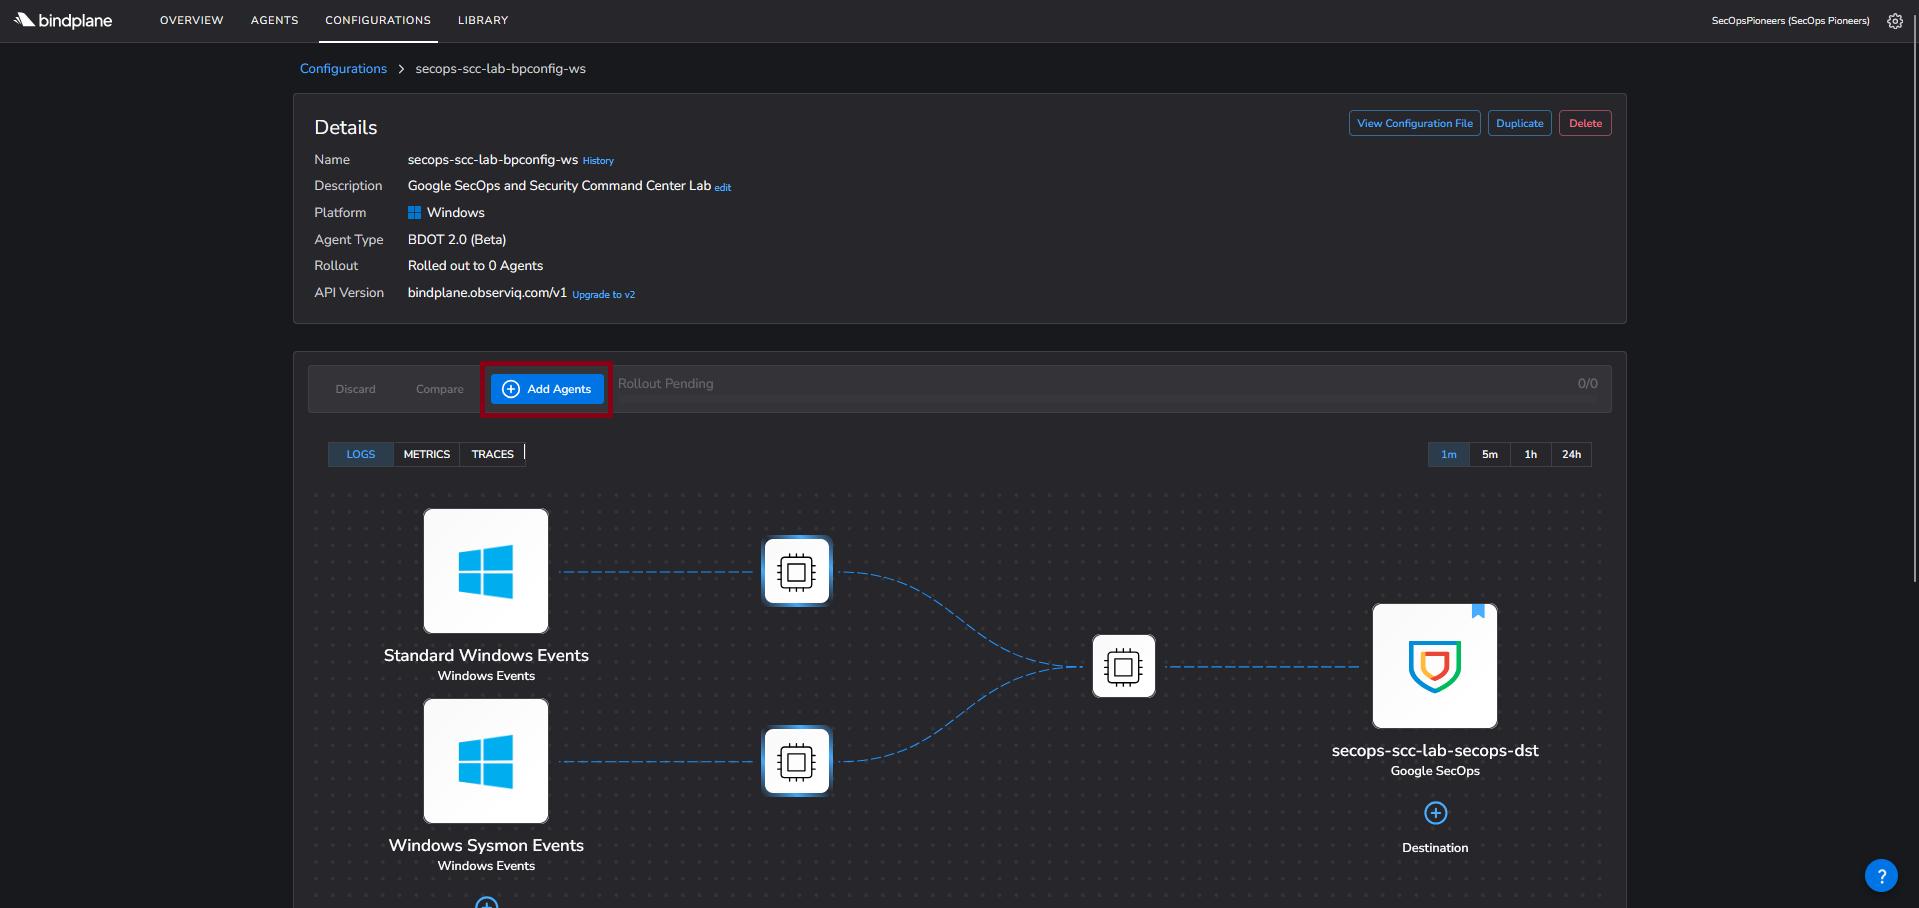 bindplane
OVERVIEW
AGENTS
CONFIGURATIONS
LIBRARY
SecOpsPioneers (SecOps Pioneers)
Configurations > secops-scc-lab-bpconfig-ws
Details
View Configuration File
Duplicate
Delete
Name secops-scc-lab-bpconfig-ws History
Description Google SecOps and Security Command Center Lab edit
Platform Windows
Agent Type BDOT 2.0 (Beta)
Rollout Rolled out to 0 Agents
API Version bindplane.observiq.com/v1 Upgrade to v2
Discard
Compare
Add Agents
Rollout Pending
0/0
LOGS
METRICS
TRACES
1m
5m
1h
24h
Standard Windows Events
Windows Events
Windows Sysmon Events
Windows Events
secops-scc-lab-secops-dst
Google SecOps
Destination
?